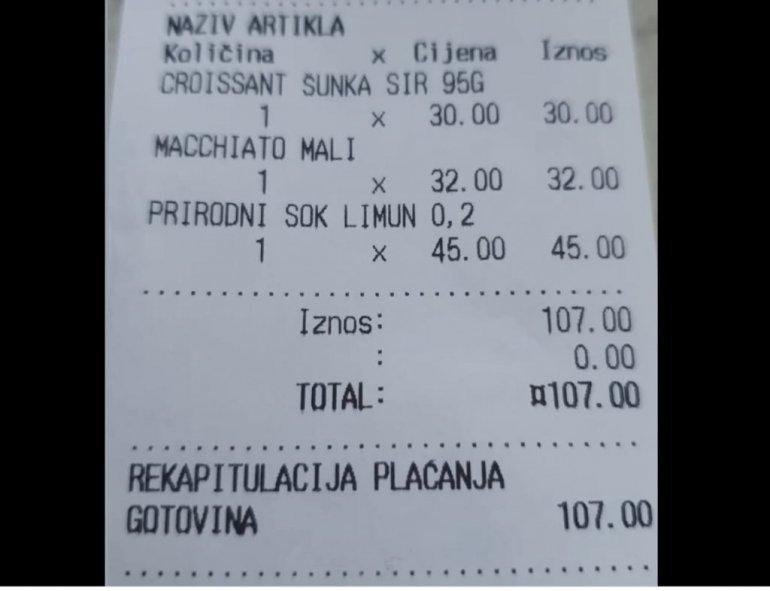 NAZIV ARTIKLA
Količina x Cijena Iznos
CROISSANT ŠUNKA SIR 95G
1 x 30.00 30.00
MACCHIATO MALI
1 x 32.00 32.00
PRIRODNI SOK LIMUN 0,2
1 x 45.00 45.00
Iznos: 107.00
: 0.00
TOTAL: ¤107.00
REKAPITULACIJA PLAĆANJA
GOTOVINA 107.00